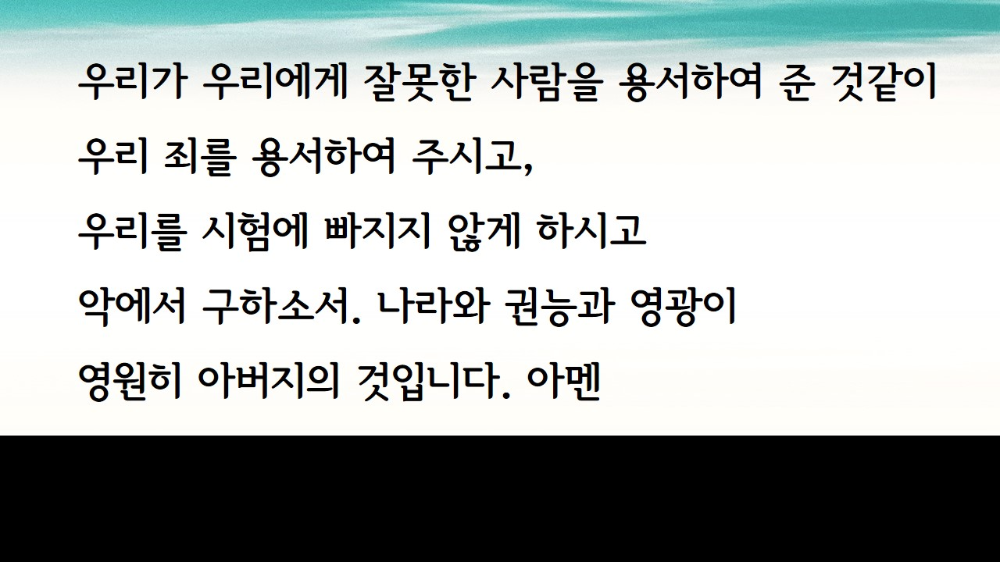 우리가 우리에게 잘못한 사람을 용서하여 준 것같이
우리 죄를 용서하여 주시고,
우리를 시험에 빠지지 않게 하시고
악에서 구하소서. 나라와 권능과 영광이
영원히 아버지의 것입니다. 아멘